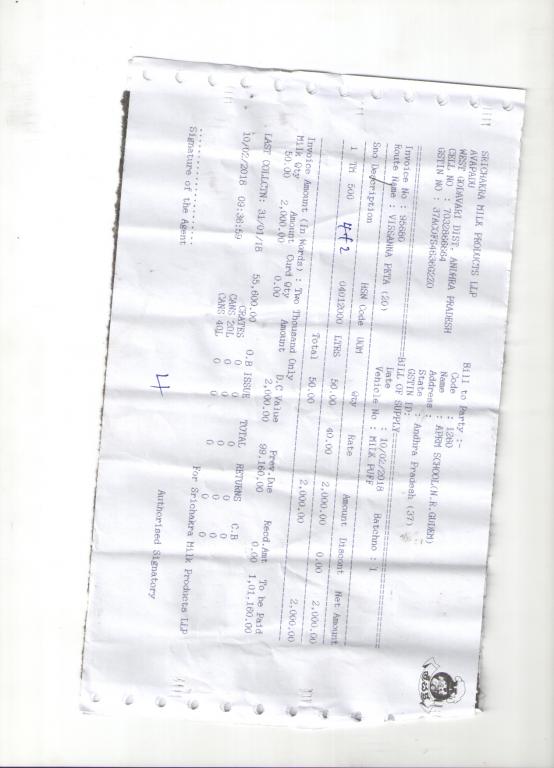 SRICHAKRA MILK PRODUCTS LLP
AVAPADU
WEST GODAVARI DIST. ANDHRA PRADESH
CELL NO : 7032868664
GSTIN NO :
Bill to Party :-
Code : 1280
Name : APRM SCHOOL(N.R.GUDEM)
Address :
State : Andhra Pradesh (37)
GSTIN ID:
BILL OF SUPPLY
Invoice No : 95680 Date : 10/02/2018
Route Name : VISSANNA PETA (20) Vehicle No : MILK PUFF Batchno : 1
Sno Description HSN Code UOM Qty Rate Amount Discont Net Amount
1 TM 500 04012000 LTRS 50.00 40.00 2,000.00 0.00 2,000.00
Total 50.00 2,000.00 2,000.00
Invoice Amount (In Words) : Two Thousand Only
Milk Qty Amount Curd Qty Amount D.C Value Prev.Due Recd.Amt To be Paid
50.00 2,000.00 0.00 2,000.00 99,160.00 0.00 1,01,160.00
LAST COLLCTN: 31/01/18 55,600.00
O.B ISSUE TOTAL RETURNS C.B
CRATES 0 0 0 0 0
CANS 20L 0 0 0 0 0
CANS 40L 0 0 0 0 0
10/02/2018 09:36:59
For Srichakra Milk Products LLP
4
Signature of the Agent
Authorised Signatory